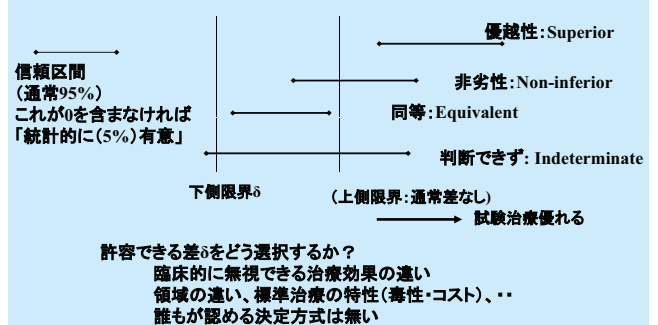 優越性：Superior
信頼区間
（通常95%）
これが0を含まなければ
「統計的に（5%）有意」
非劣性：Non-inferior
同等：Equivalent
判断できず：Indeterminate
下側限界δ
（上側限界：通常差なし）
試験治療優れる
許容できる差δをどう選択するか？
臨床的に無視できる治療効果の違い
領域の違い、標準治療の特性（毒性・コスト）、・・
誰もが認める決定方式は無い